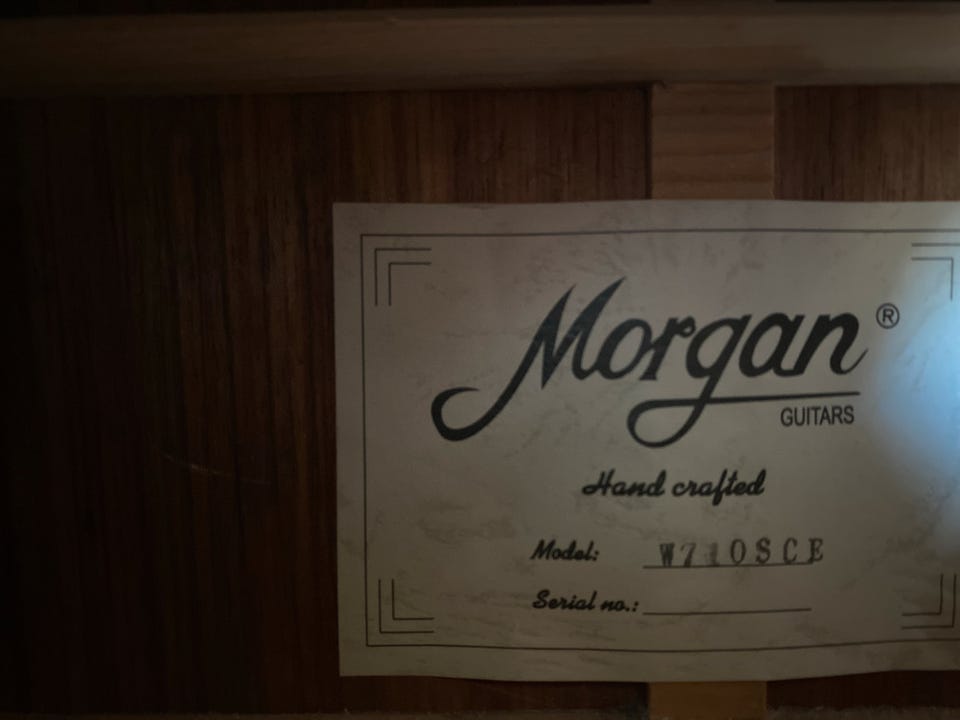 Morgan®
GUITARS
Hand crafted
Model: W710SCE
Serial no.: